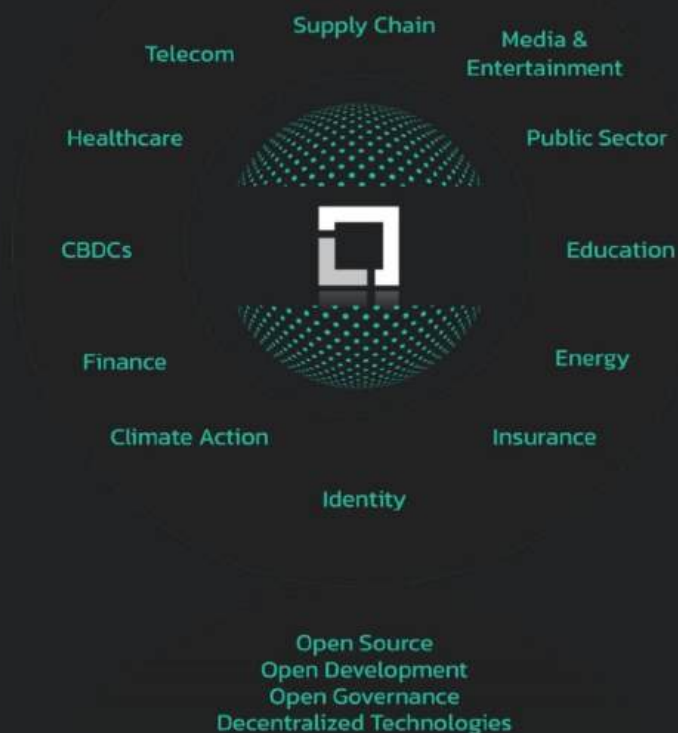 Supply Chain
Telecom
Media &
Entertainment
Healthcare
Public Sector
CBDCs
Education
Finance
Energy
Climate Action
Insurance
Identity
Open Source
Open Development
Open Governance
Decentralized Technologies